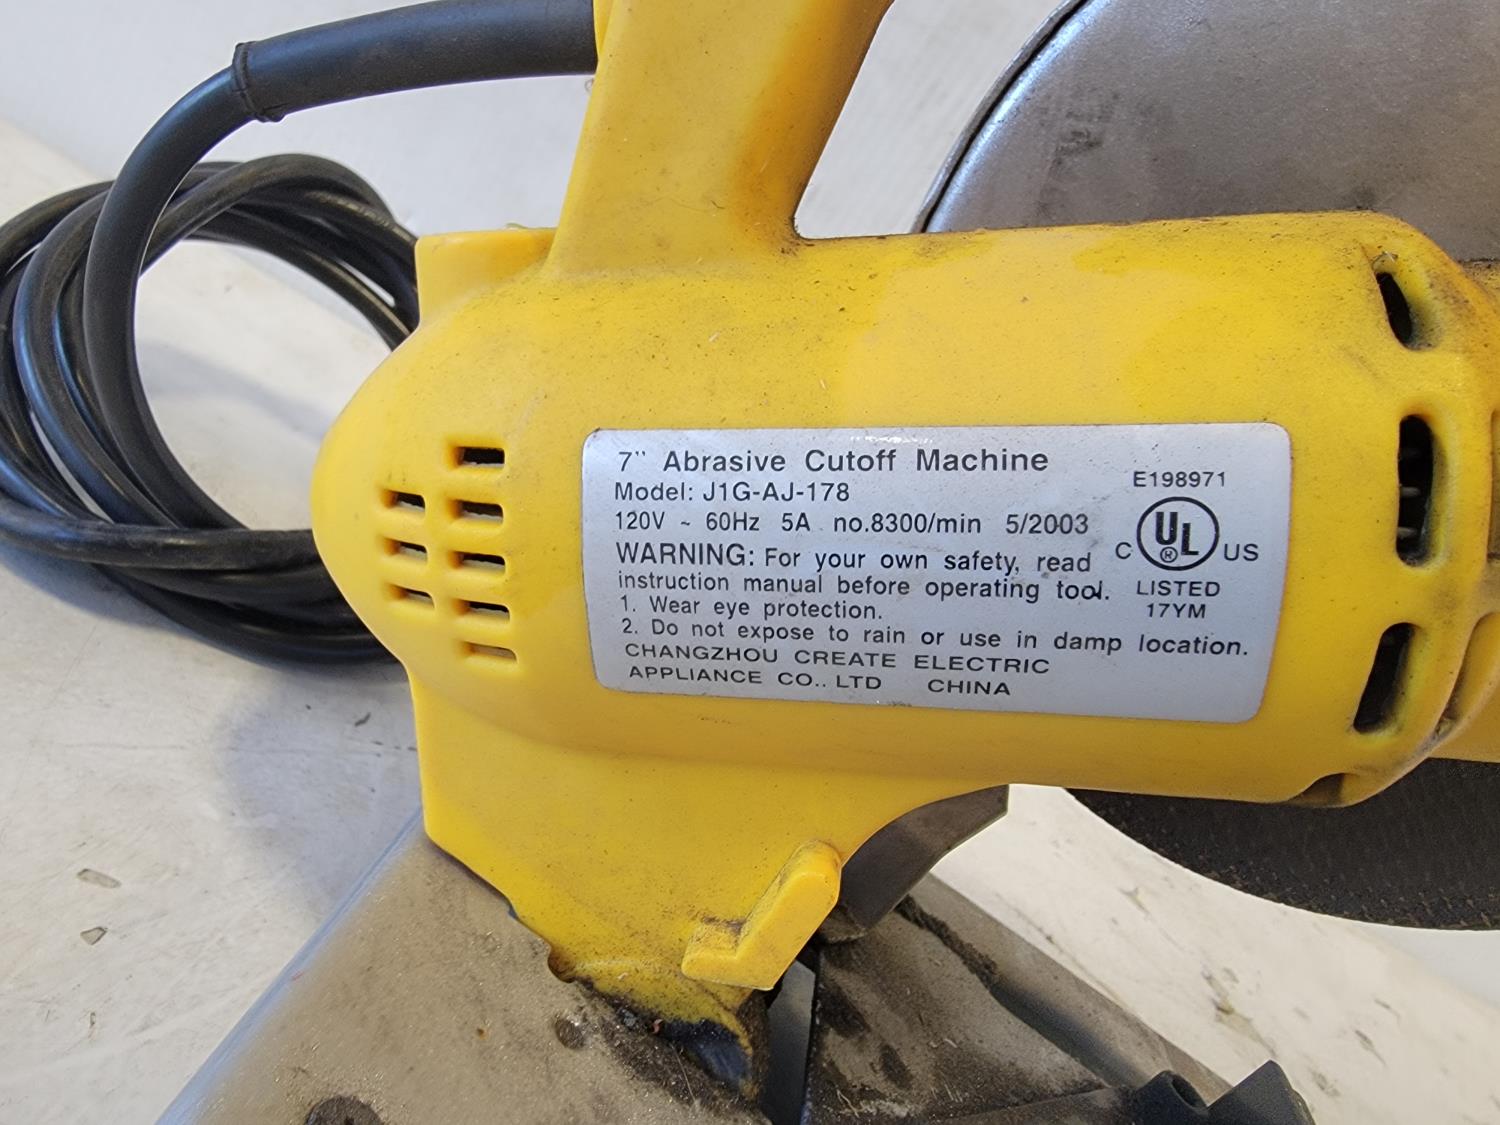 7" Abrasive Cutoff Machine
Model: J1G-AJ-178
120V ~ 60Hz 5A no.8300/min 5/2003
WARNING: For your own safety, read
instruction manual before operating tool.
1. Wear eye protection.
2. Do not expose to rain or use in damp location.
CHANGZHOU CREATE ELECTRIC
APPLIANCE CO., LTD CHINA
E198971
C UL ® US
LISTED
17YM